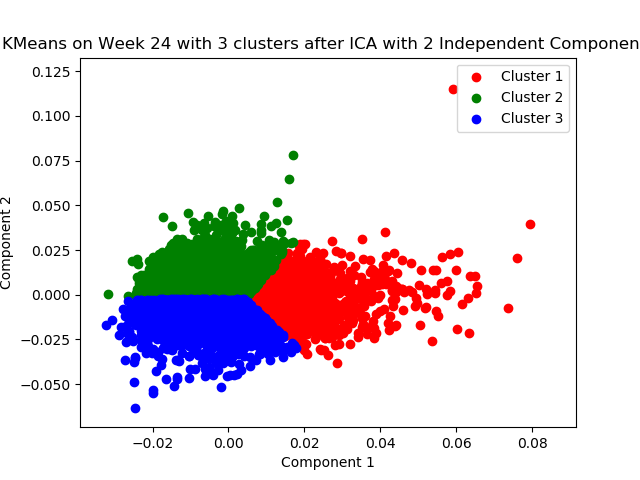 KMeans on Week 24 with 3 clusters after ICA with 2 Independent Componen
Cluster 1
Cluster 2
Cluster 3
Component 2
0.125
0.100
0.075
0.050
0.025
0.000
−0.025
−0.050
−0.02
0.00
0.02
0.04
0.06
0.08
Component 1